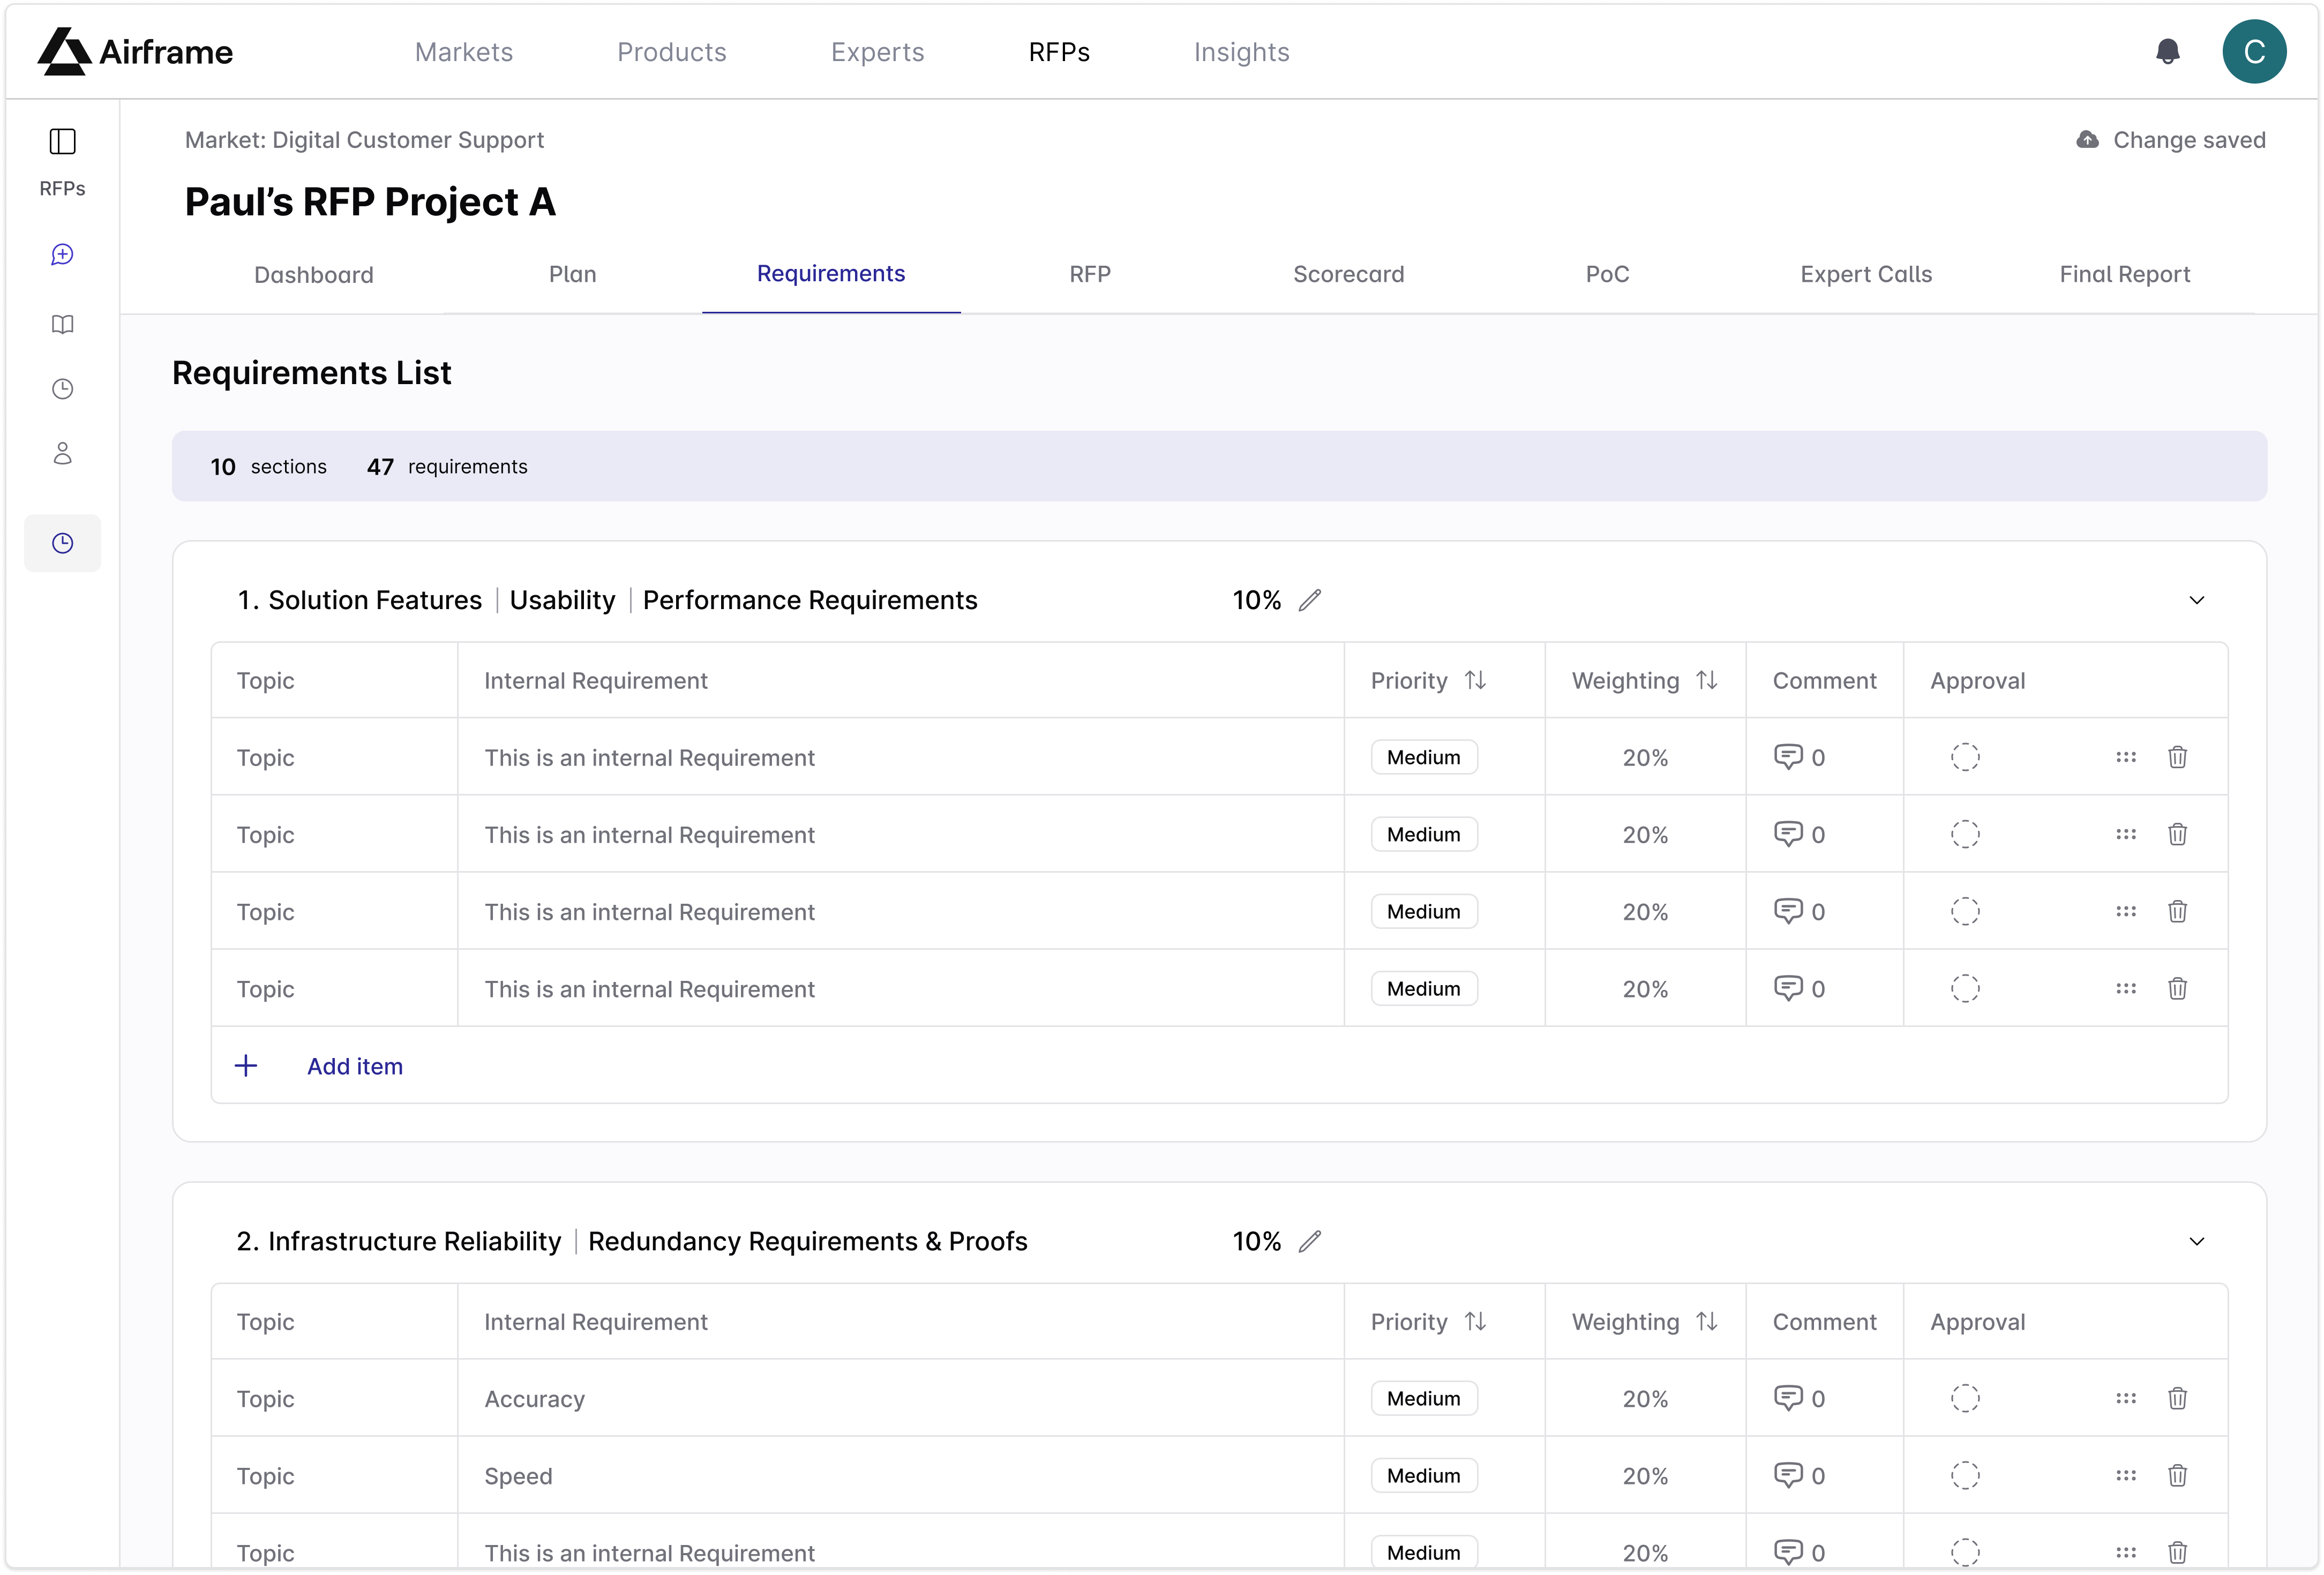 Airframe Markets Products Experts RFPs Insights C
Market: Digital Customer Support Change saved
RFPs
Paul’s RFP Project A
Dashboard Plan Requirements RFP Scorecard PoC Expert Calls Final Report
Requirements List
10 sections 47 requirements
1. Solution Features | Usability | Performance Requirements 10%
Topic Internal Requirement Priority Weighting Comment Approval
Topic This is an internal Requirement Medium 20% 0
Topic This is an internal Requirement Medium 20% 0
Topic This is an internal Requirement Medium 20% 0
Topic This is an internal Requirement Medium 20% 0
+ Add item
2. Infrastructure Reliability | Redundancy Requirements & Proofs 10%
Topic Internal Requirement Priority Weighting Comment Approval
Topic Accuracy Medium 20% 0
Topic Speed Medium 20% 0
Topic This is an internal Requirement Medium 20% 0